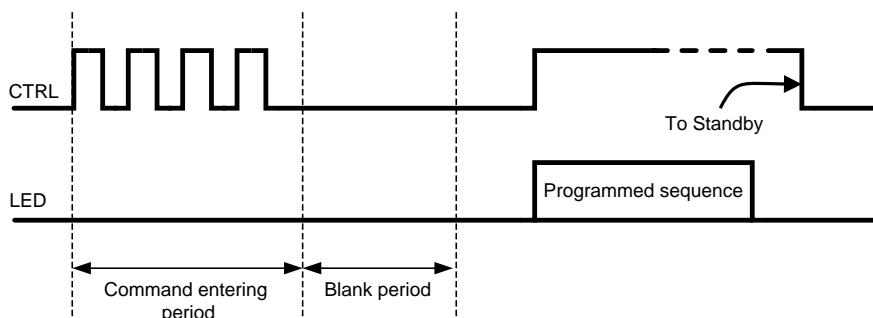 CTRL
To Standby
LED
Programmed sequence
Command entering
period
Blank period